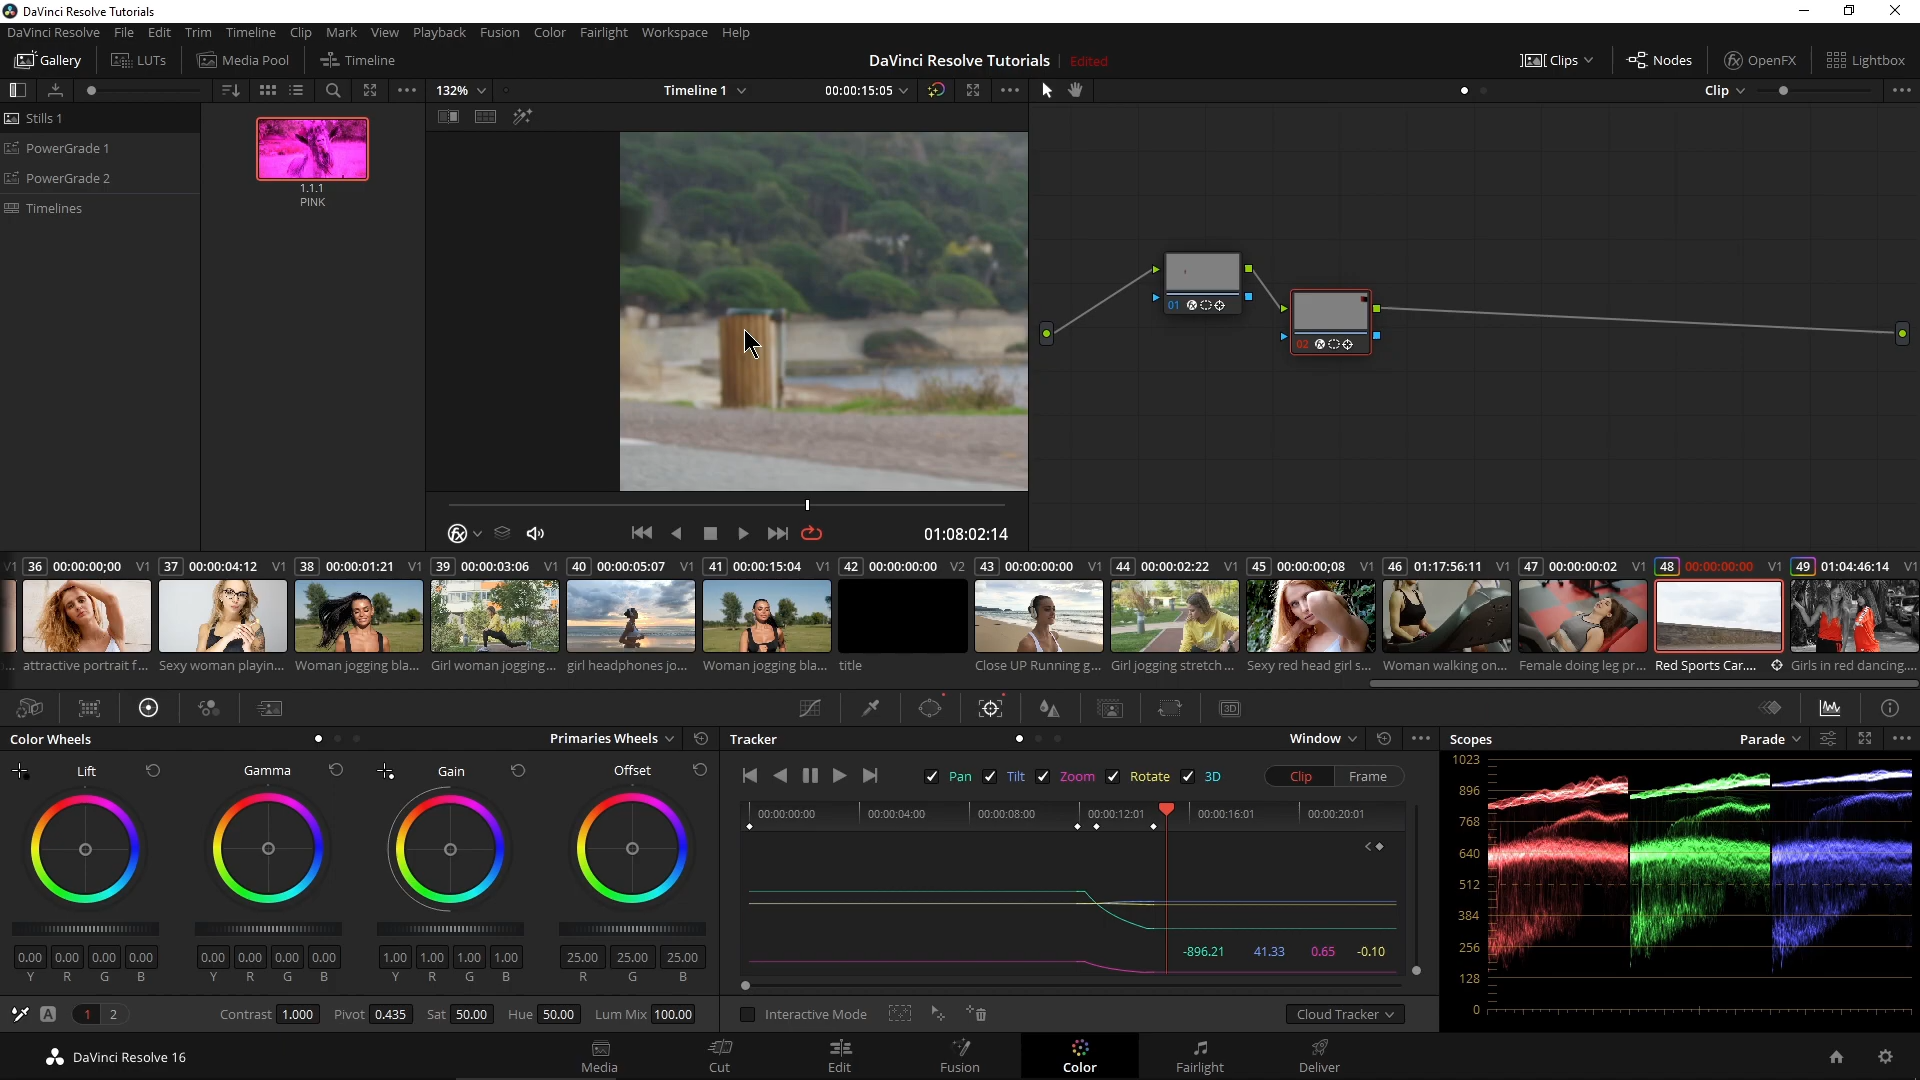 DaVinci Resolve Tutorials
DaVinci Resolve File Edit Trim Timeline Clip Mark View Playback Fusion Color Fairlight Workspace Help
Gallery LUTs Media Pool Timeline DaVinci Resolve Tutorials Edited Clips Nodes OpenFX Lightbox
132% Timeline 1 00:00:15:05 Clip
Stills 1
PowerGrade 1
PowerGrade 2
Timelines
1.1.1
PINK
01
02
01:08:02:14
V1 36 00:00:00;00 V1 37 00:00:04:12 V1 38 00:00:01:21 V1 39 00:00:03:06 V1 40 00:00:05:07 V1 41 00:00:15:04 V1 42 00:00:00:00 V2 43 00:00:00:00 V1 44 00:00:02:22 V1 45 00:00:00;08 V1 46 01:17:56:11 V1 47 00:00:00:02 V1 48 00:00:00:00 V1 49 01:04:46:14 V1
... attractive portrait f... Sexy woman playin... Woman jogging bla... Girl woman jogging... girl headphones jo... Woman jogging bla... title Close UP Running g... Girl jogging stretch ... Sexy red head girl s... Woman walking on... Female doing leg pr... Red Sports Car.... Girls in red dancing....
3D
Color Wheels Primaries Wheels Tracker Window Scopes Parade
Lift Gamma Gain Offset
Pan Tilt Zoom Rotate 3D Clip Frame
00:00:00:00 00:00:04:00 00:00:08:00 00:00:12:01 00:00:16:01 00:00:20:01
-896.21 41.33 0.65 -0.10
1023
896
768
640
512
384
256
128
0
0.00 0.00 0.00 0.00 0.00 0.00 0.00 0.00 1.00 1.00 1.00 1.00 25.00 25.00 25.00
Y R G B Y R G B Y R G B R G B
A 1 2 Contrast 1.000 Pivot 0.435 Sat 50.00 Hue 50.00 Lum Mix 100.00 Interactive Mode Cloud Tracker
DaVinci Resolve 16 Media Cut Edit Fusion Color Fairlight Deliver